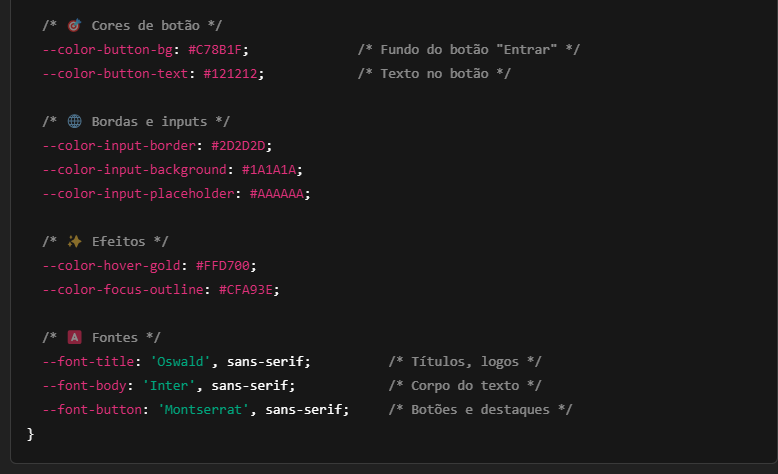 /* 🎯 Cores de botão */
--color-button-bg: #C78B1F; /* Fundo do botão "Entrar" */
--color-button-text: #121212; /* Texto no botão */
/* 🌐 Bordas e inputs */
--color-input-border: #2D2D2D;
--color-input-background: #1A1A1A;
--color-input-placeholder: #AAAAAA;
/* ✨ Efeitos */
--color-hover-gold: #FFD700;
--color-focus-outline: #CFA93E;
/* 🅰 Fontes */
--font-title: 'Oswald', sans-serif; /* Títulos, logos */
--font-body: 'Inter', sans-serif; /* Corpo do texto */
--font-button: 'Montserrat', sans-serif; /* Botões e destaques */
}